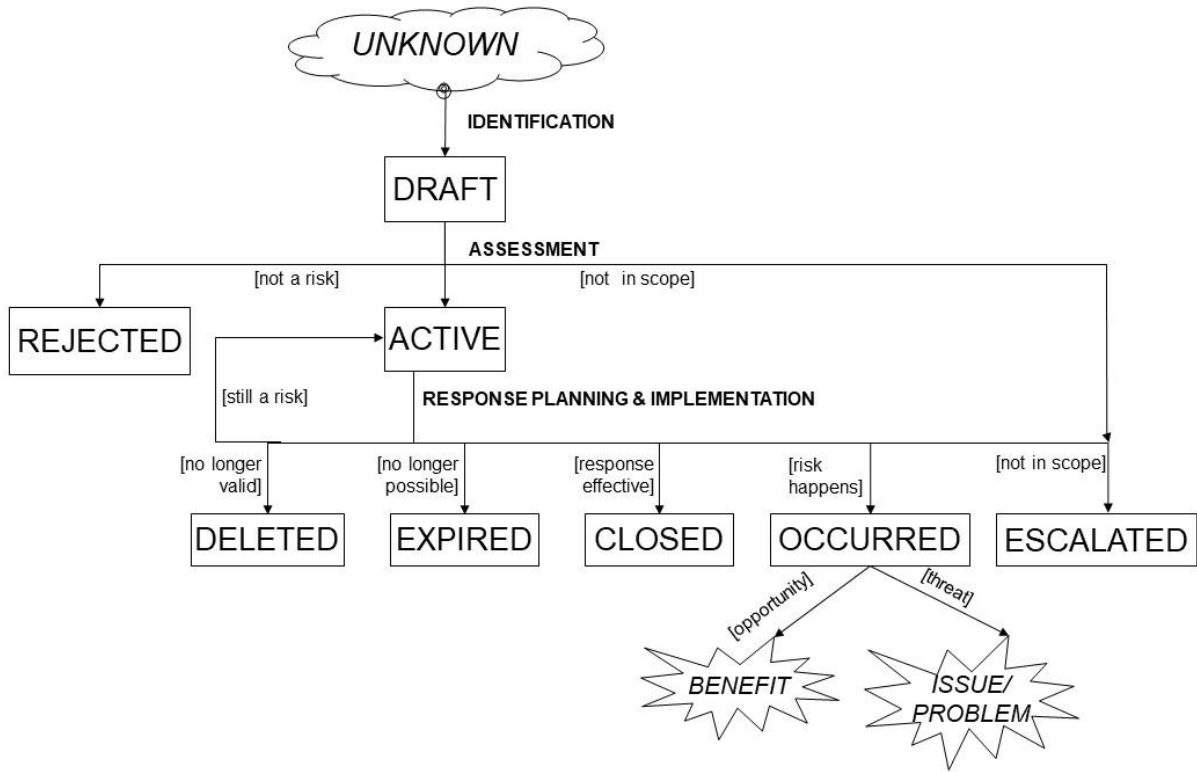 UNKNOWN
IDENTIFICATION
DRAFT
ASSESSMENT
[not a risk]
[not in scope]
REJECTED
ACTIVE
[still a risk]
RESPONSE PLANNING & IMPLEMENTATION
[no longer
valid]
[no longer
possible]
[response
effective]
[risk
happens]
[not in scope]
DELETED
EXPIRED
CLOSED
OCCURRED
ESCALATED
[opportunity]
[threat]
BENEFIT
ISSUE/
PROBLEM